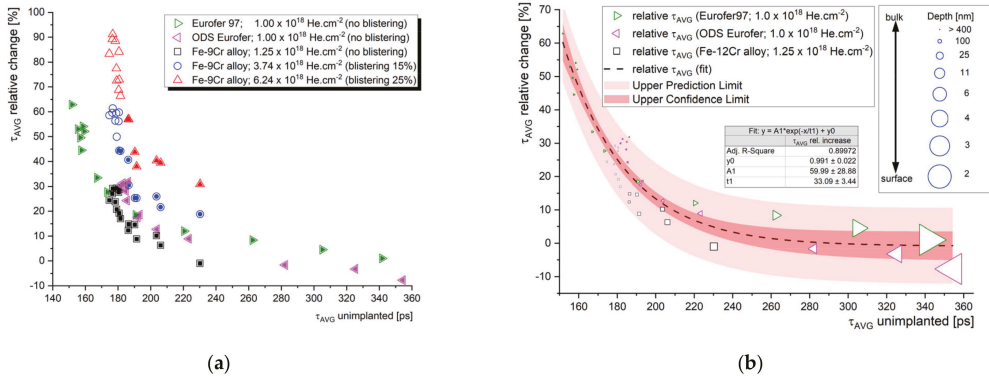 τAVG relative change [%]
100
90
80
70
60
50
40
30
20
10
0
-10
Eurofer 97; 1.00 x 10¹⁸ He.cm⁻² (no blistering)
ODS Eurofer; 1.00 x 10¹⁸ He.cm⁻² (no blistering)
Fe-9Cr alloy; 1.25 x 10¹⁸ He.cm⁻² (no blistering)
Fe-9Cr alloy; 3.74 x 10¹⁸ He.cm⁻² (blistering 15%)
Fe-9Cr alloy; 6.24 x 10¹⁸ He.cm⁻² (blistering 25%)
140 160 180 200 220 240 260 280 300 320 340 360
τAVG unimplanted [ps]
(a)
τAVG relative change [%]
70
60
50
40
30
20
10
0
-10
relative τAVG (Eurofer97; 1.0 x 10¹⁸ He.cm⁻²)
relative τAVG (ODS Eurofer; 1.0 x 10¹⁸ He.cm⁻²)
relative τAVG (Fe-12Cr alloy; 1.25 x 10¹⁸ He.cm⁻²)
relative τAVG (fit)
Upper Prediction Limit
Upper Confidence Limit
Fit: y = A1*exp(-x/t1) + y0
τAVG rel. increase
Adj. R-Square 0.89972
y0 0.991 ± 0.022
A1 59.99 ± 28.88
t1 33.09 ± 3.44
bulk
surface
Depth [nm]
> 400
100
25
11
6
4
3
2
160 180 200 220 240 260 280 300 320 340 360
τAVG unimplanted [ps]
(b)